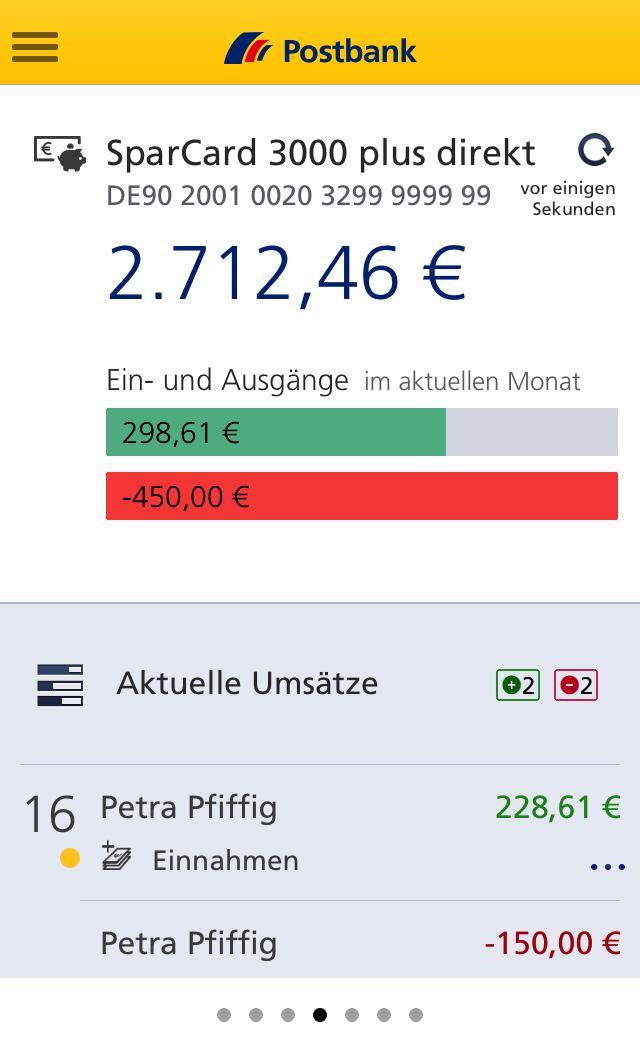 Postbank
€ SparCard 3000 plus direkt
DE90 2001 0020 3299 9999 99
vor einigen
Sekunden
2.712,46 €
Ein- und Ausgänge im aktuellen Monat
298,61 €
-450,00 €
Aktuelle Umsätze +2 -2
16 Petra Pfiffig 228,61 €
Einnahmen ...
Petra Pfiffig -150,00 €